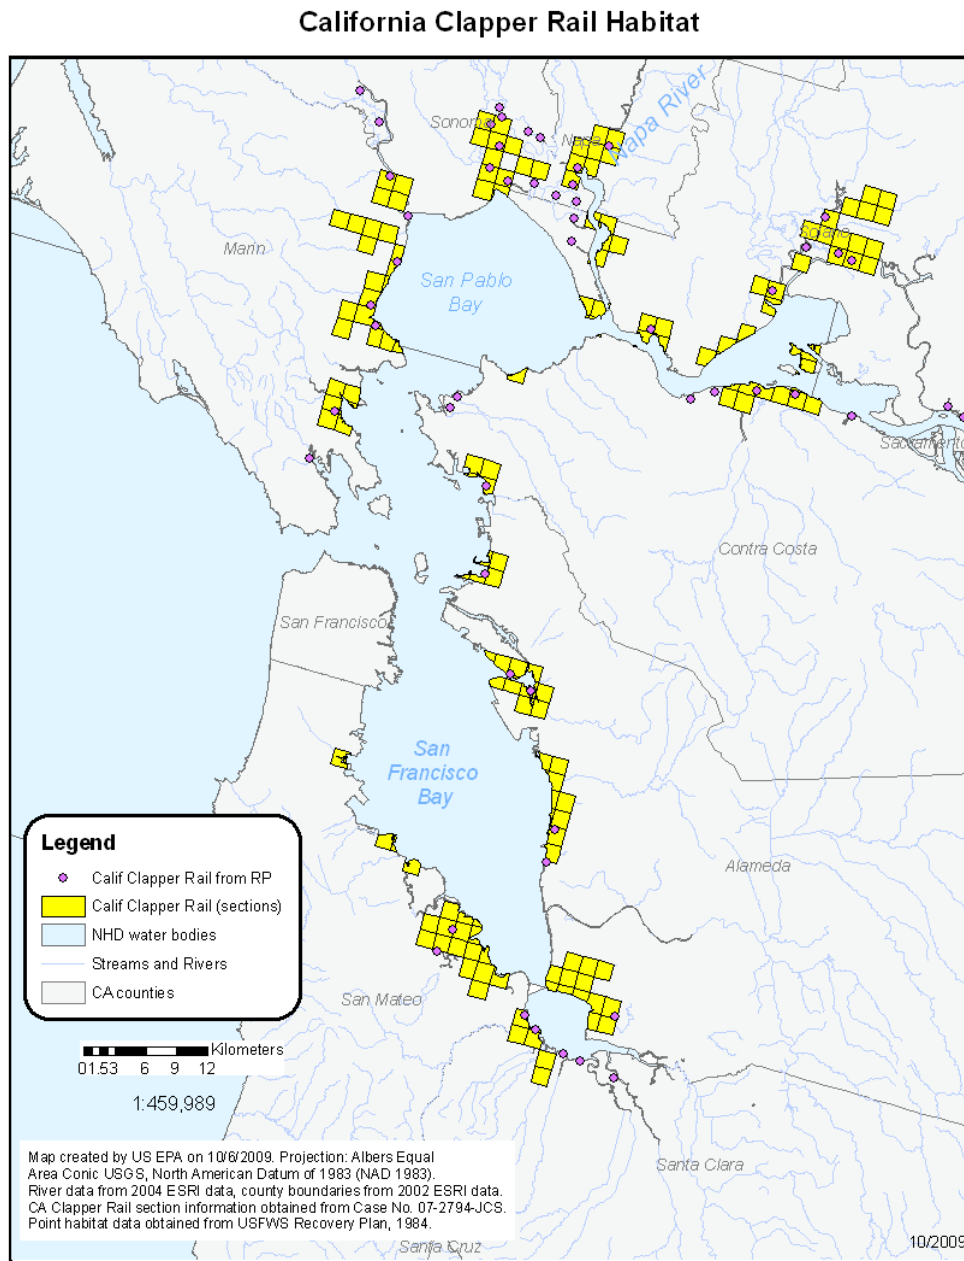 California Clapper Rail Habitat
Sonoma
Napa
Napa River
Solano
Marin
San Pablo
Bay
Sacramento
Contra Costa
San Francisco
San
Francisco
Bay
Alameda
Legend
Calif Clapper Rail from RP
Calif Clapper Rail (sections)
NHD water bodies
Streams and Rivers
CA counties
San Mateo
Kilometers
0 1.5 3 6 9 12
1:459,989
Map created by US EPA on 10/6/2009. Projection: Albers Equal
Area Conic USGS, North American Datum of 1983 (NAD 1983).
River data from 2004 ESRI data, county boundaries from 2002 ESRI data.
CA Clapper Rail section information obtained from Case No. 07-2794-JCS.
Point habitat data obtained from USFWS Recovery Plan, 1984.
Santa Clara
Santa Cruz
10/2009